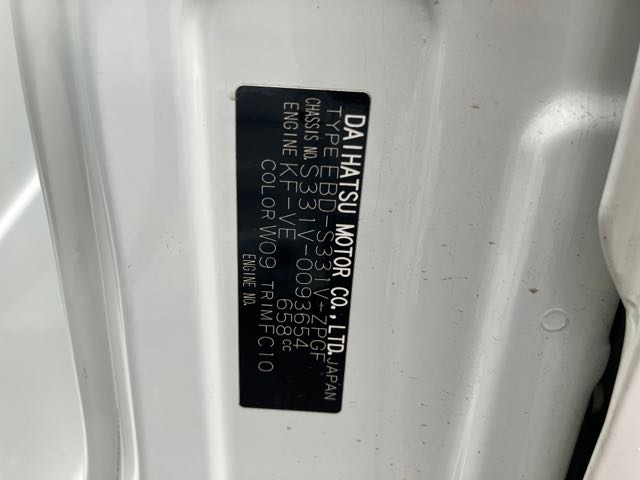 DAIHATSU MOTOR CO., LTD. JAPAN
TYPE EBD-S331V-ZPGF
CHASSIS NO. S331V-0093654
ENGINE KF-VE 658cc
COLOR W09 TRIM FC10
ENGINE NO.